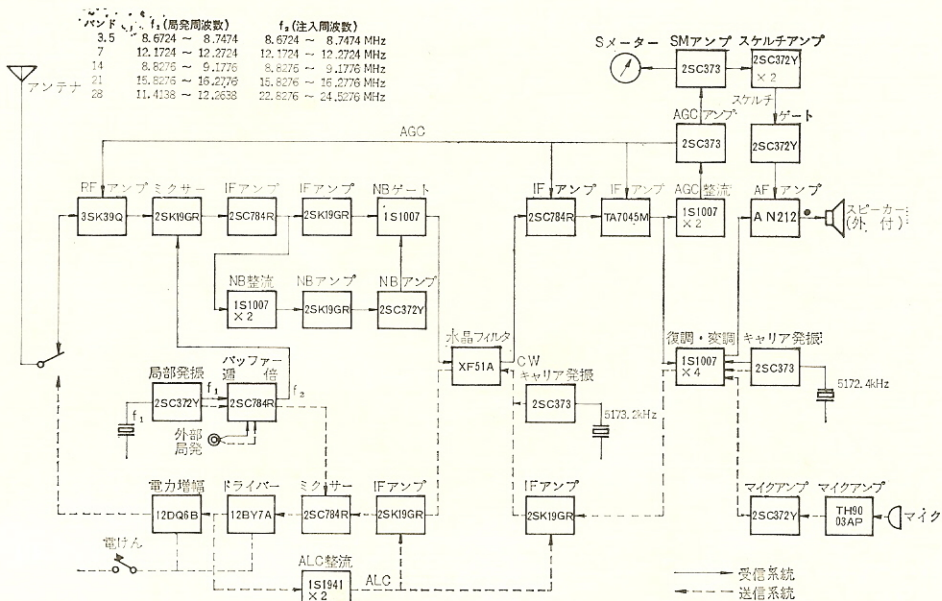 バンド f₁(局発周波数) f₂(注入周波数)
3.5 8.6724 ～ 8.7474 8.6724 ～ 8.7474 MHz
7 12.1724 ～ 12.2724 12.1724 ～ 12.2724 MHz
14 8.8276 ～ 9.1776 8.8276 ～ 9.1776 MHz
21 15.8276 ～ 16.2776 15.8276 ～ 16.2776 MHz
28 11.4138 ～ 12.2638 22.8276 ～ 24.5276 MHz
アンテナ
Sメーター
SMアンプ
2SC373
スケルチアンプ
2SC372Y
×2
スケルチ
ゲート
2SC372Y
AGC
アンプ
2SC373
AGC
RFアンプ
3SK39Q
ミクサー
2SK19GR
IFアンプ
2SC784R
IFアンプ
2SK19GR
NBゲート
1S1007
IFアンプ
2SC784R
IFアンプ
TA7045M
AGC整流
1S1007
×2
AFアンプ
AN212
スピーカー
(外付)
NB整流
1S1007
×2
NBアンプ
2SK19GR
NBアンプ
2SC372Y
水晶フィルタ
XF51A
CW
キャリア発振
2SC373
5173.2kHz
復調・変調
1S1007
×4
キャリア発振
2SC373
5172.4kHz
局部発振
2SC372Y
f₁
f₁
バッファー
逓倍
2SC784R
f₂
外部
局発
電力増幅
12DQ6B
ドライバー
12BY7A
ミクサー
2SC784R
IFアンプ
2SK19GR
IFアンプ
2SK19GR
マイクアンプ
2SC372Y
マイクアンプ
TH90
03AP
マイク
電けん
ALC整流
1S1941
×2
ALC
受信系統
送信系統